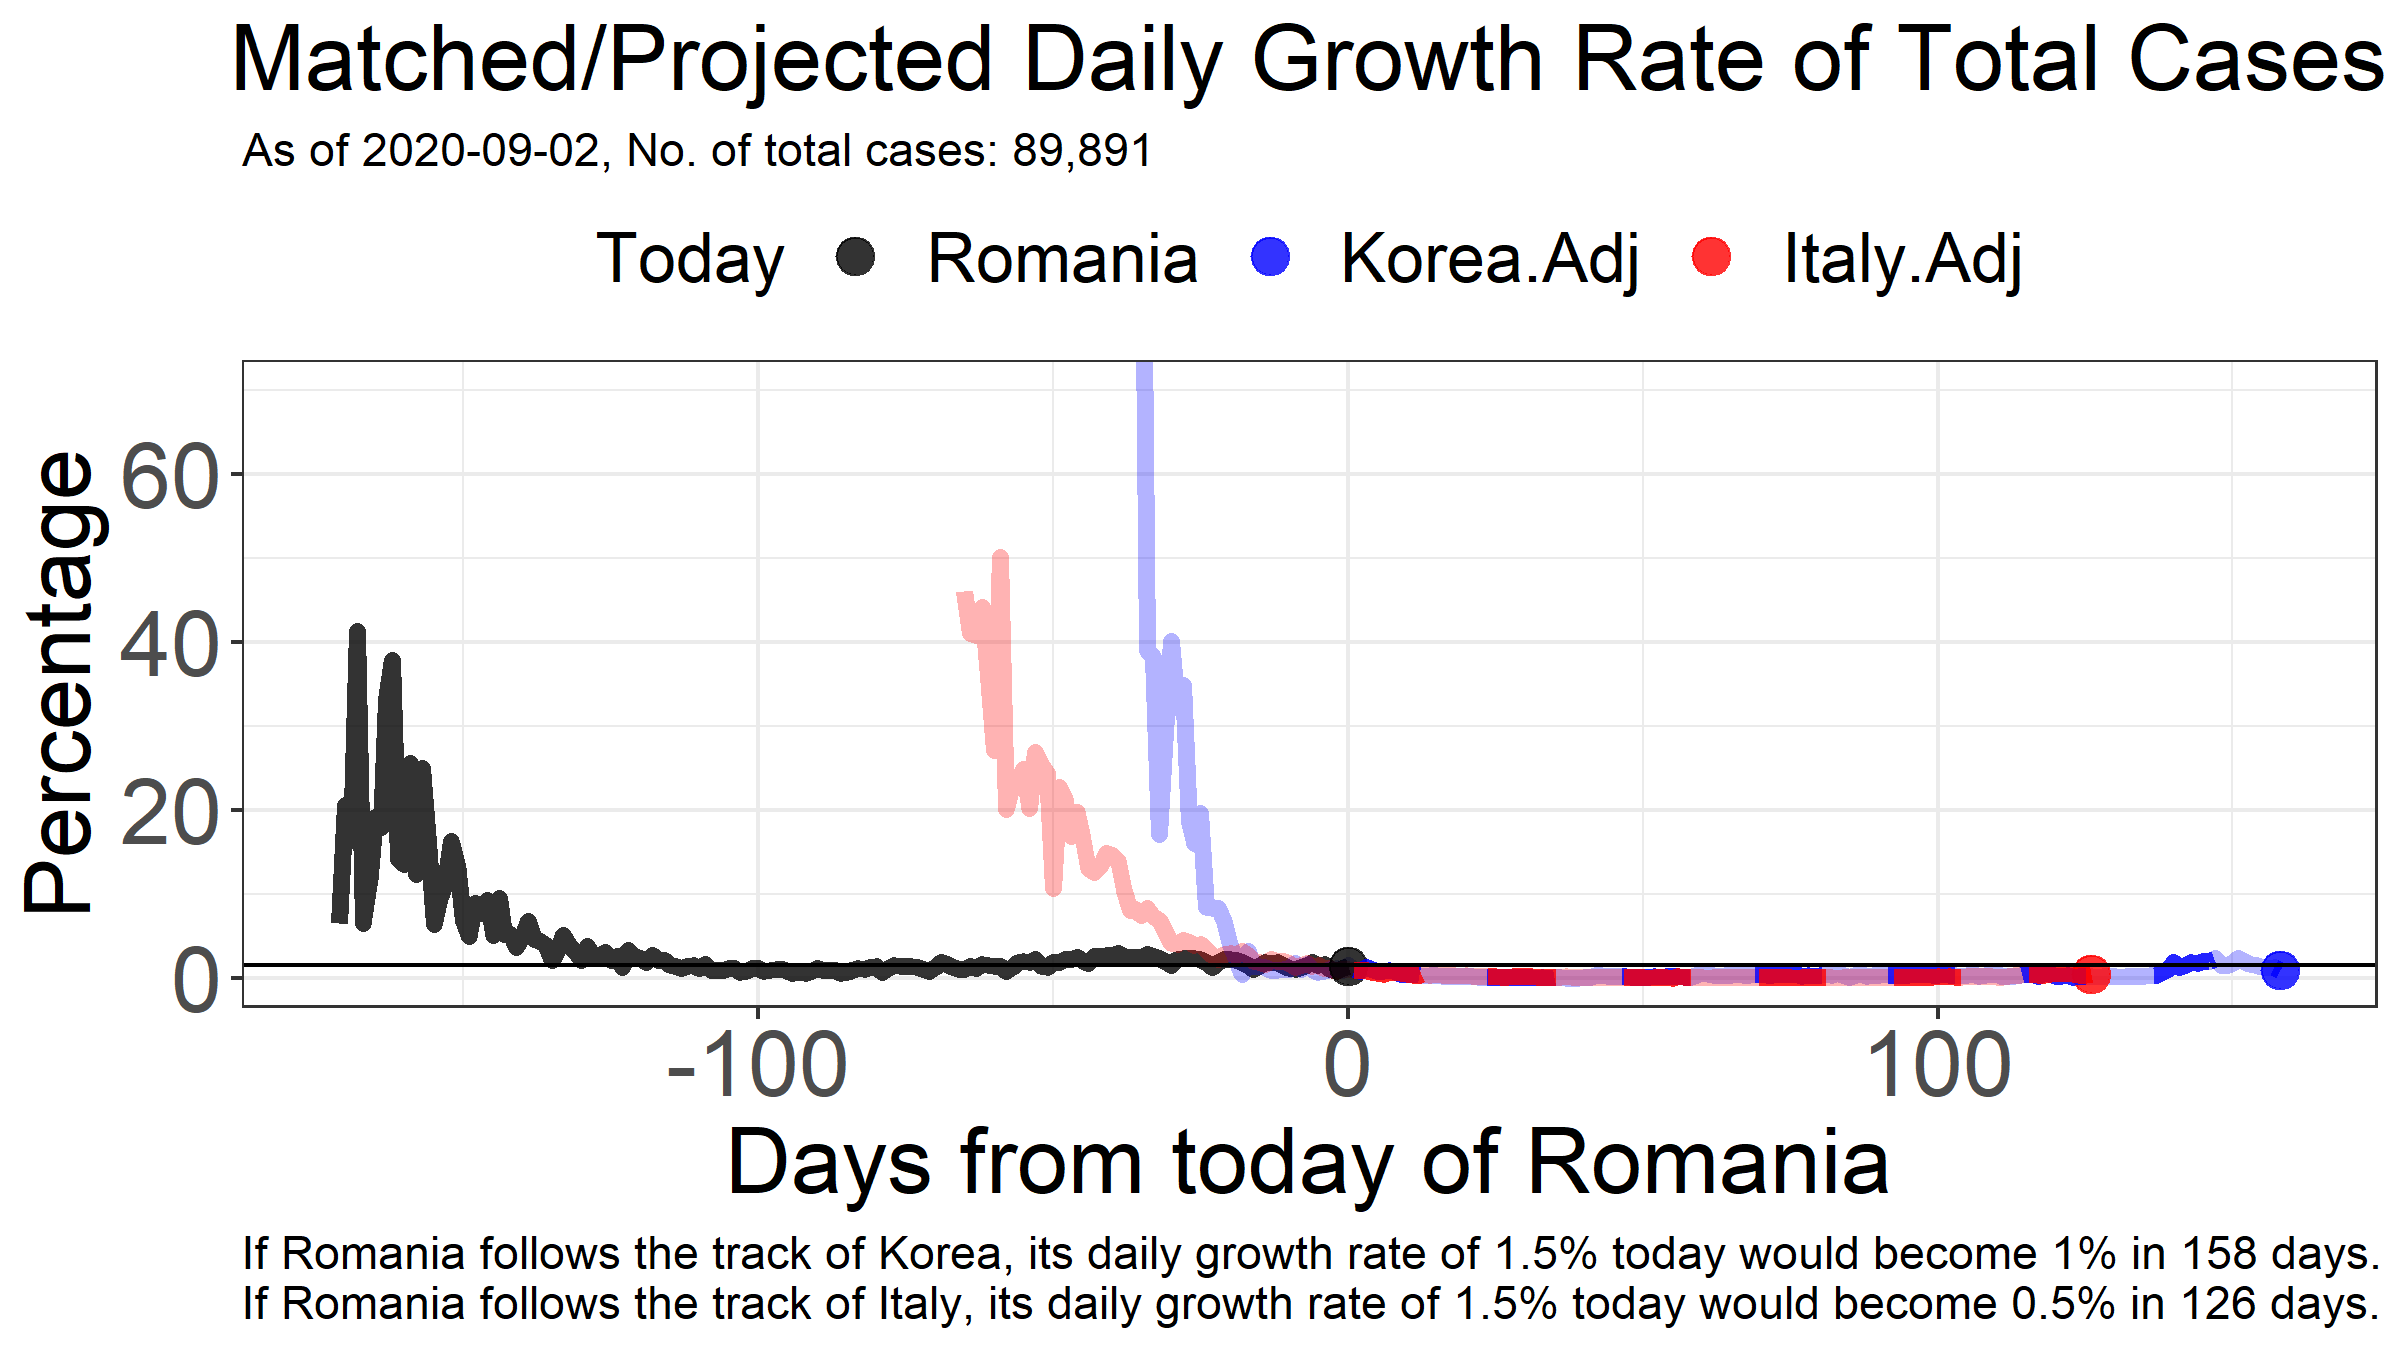 Matched/Projected Daily Growth Rate of Total Cases
As of 2020-09-02, No. of total cases: 89,891
Today Romania Korea.Adj Italy.Adj
Percentage
60
40
20
0
-100 0 100
Days from today of Romania
If Romania follows the track of Korea, its daily growth rate of 1.5% today would become 1% in 158 days.
If Romania follows the track of Italy, its daily growth rate of 1.5% today would become 0.5% in 126 days.